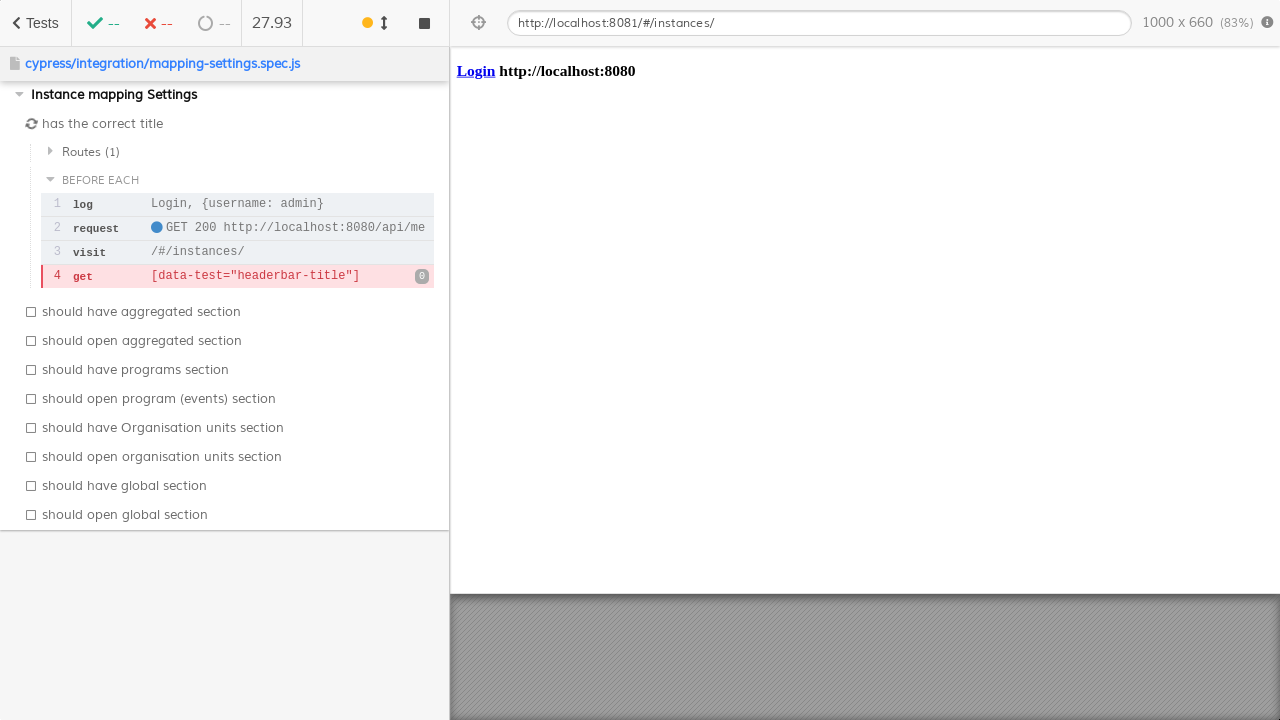 Tests -- -- -- 27.93
http://localhost:8081/#/instances/ 1000 x 660 (83%)
cypress/integration/mapping-settings.spec.js
Instance mapping Settings
has the correct title
Routes (1)
BEFORE EACH
1 log Login, {username: admin}
2 request GET 200 http://localhost:8080/api/me
3 visit /#/instances/
4 get [data-test="headerbar-title"] 0
should have aggregated section
should open aggregated section
should have programs section
should open program (events) section
should have Organisation units section
should open organisation units section
should have global section
should open global section
Login http://localhost:8080